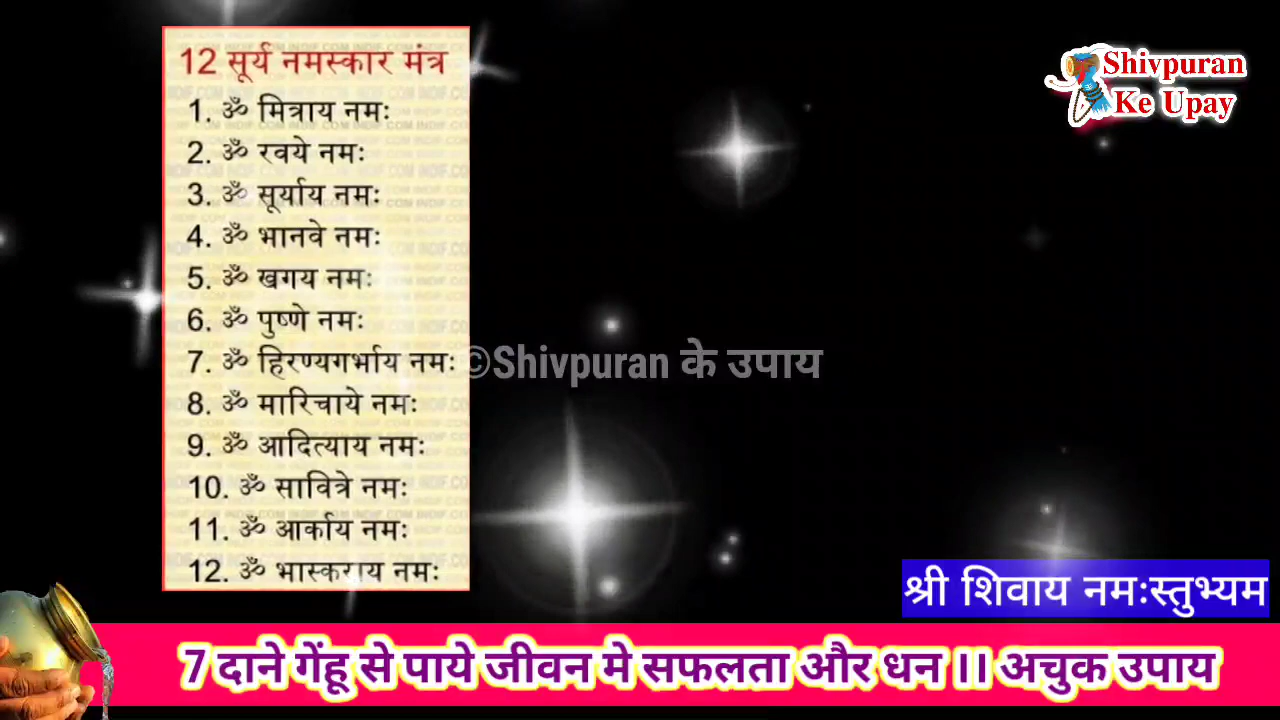 12 सूर्य नमस्कार मंत्र
1. ॐ मित्राय नमः
2. ॐ रवये नमः
3. ॐ सूर्याय नमः
4. ॐ भानवे नमः
5. ॐ खगय नमः
6. ॐ पुष्णे नमः
7. ॐ हिरण्यगर्भाय नमः
8. ॐ मारिचाये नमः
9. ॐ आदित्याय नमः
10. ॐ सावित्रे नमः
11. ॐ आर्काय नमः
12. ॐ भास्कराय नमः
Shivpuran
Ke Upay
©Shivpuran के उपाय
श्री शिवाय नमःस्तुभ्यम
7 दाने गेंहू से पाये जीवन मे सफलता और धन ।। अचुक उपाय